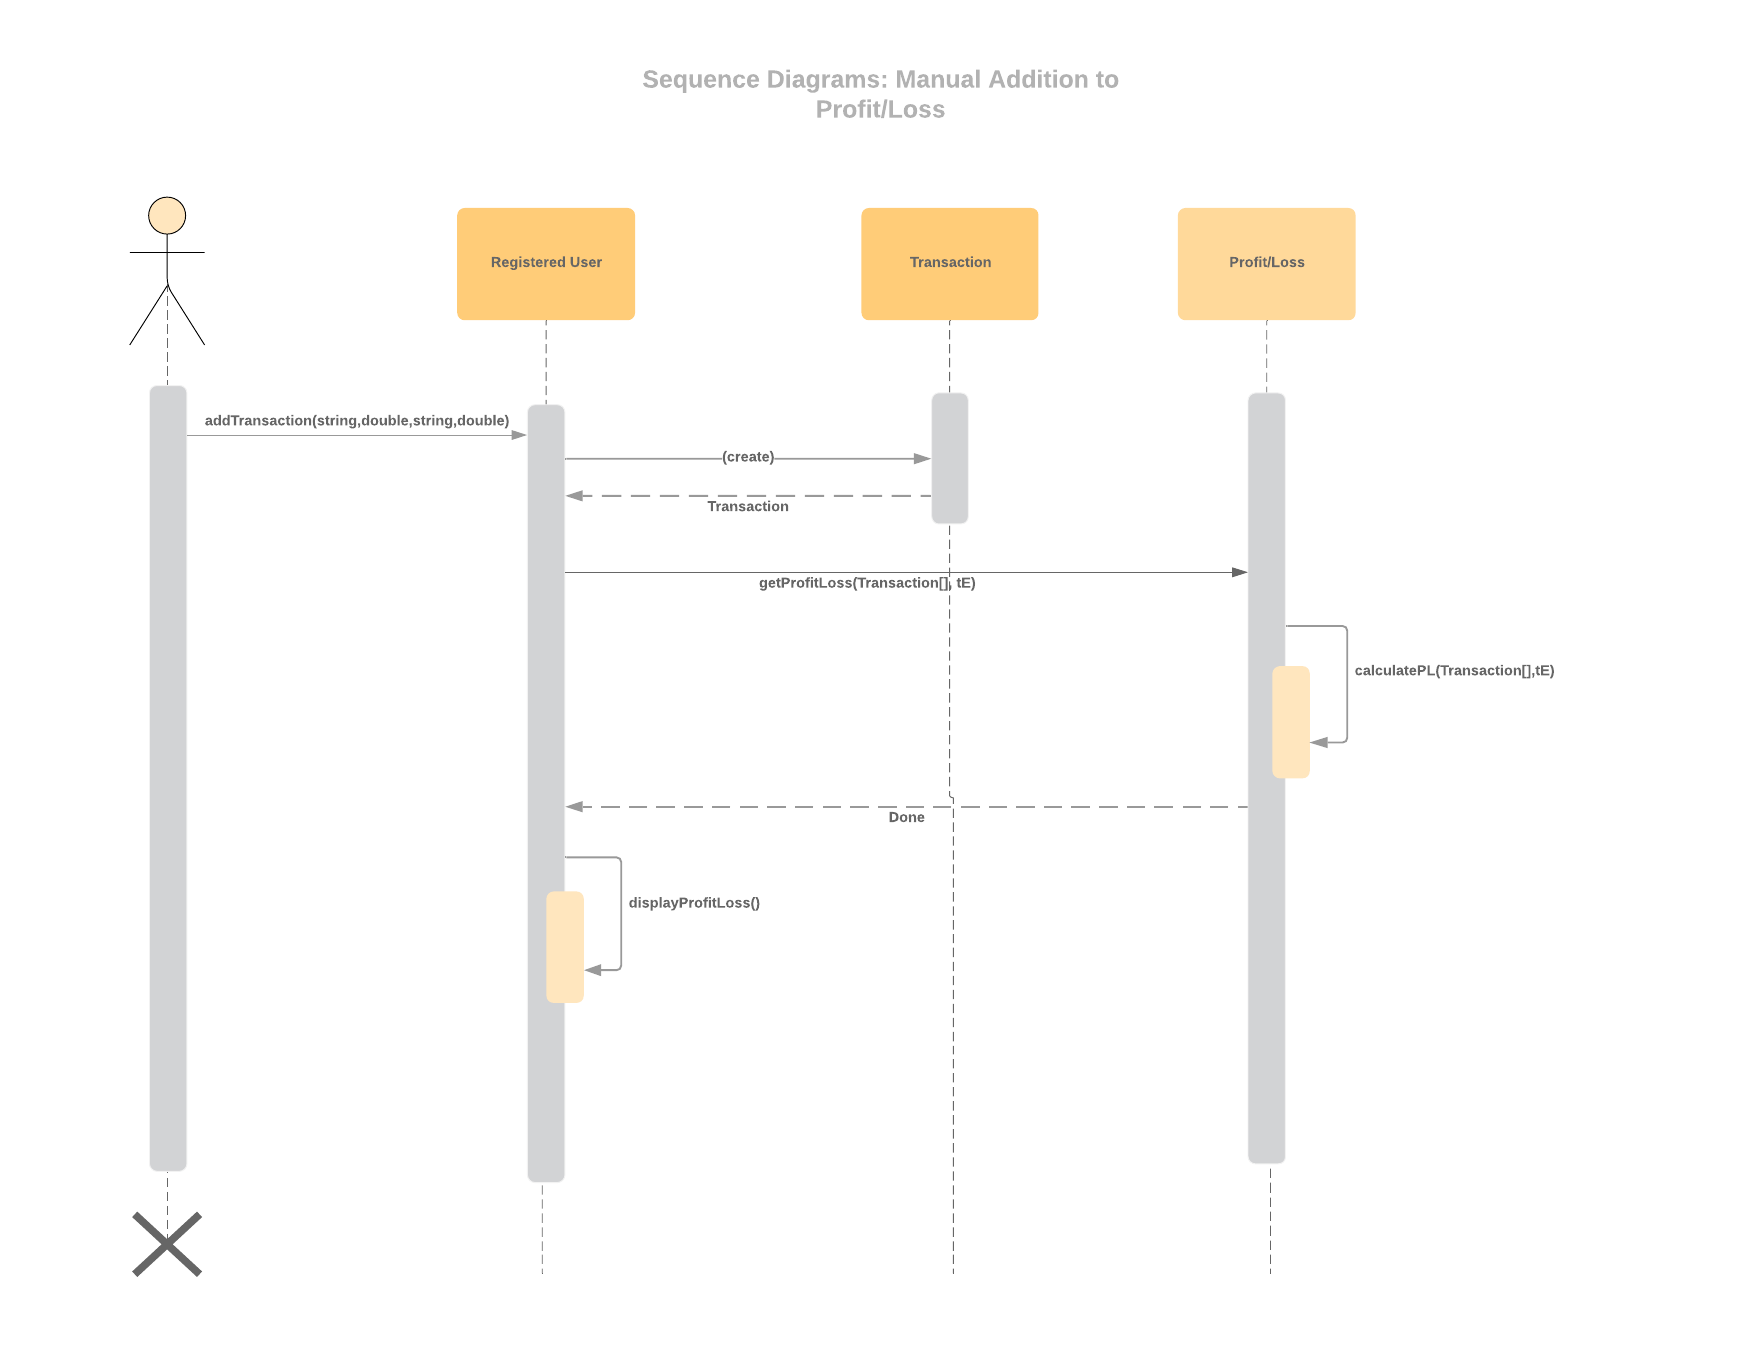 Sequence Diagrams: Manual Addition to
Profit/Loss
Registered User
Transaction
Profit/Loss
addTransaction(string,double,string,double)
(create)
Transaction
getProfitLoss(Transaction[], tE)
calculatePL(Transaction[],tE)
Done
displayProfitLoss()